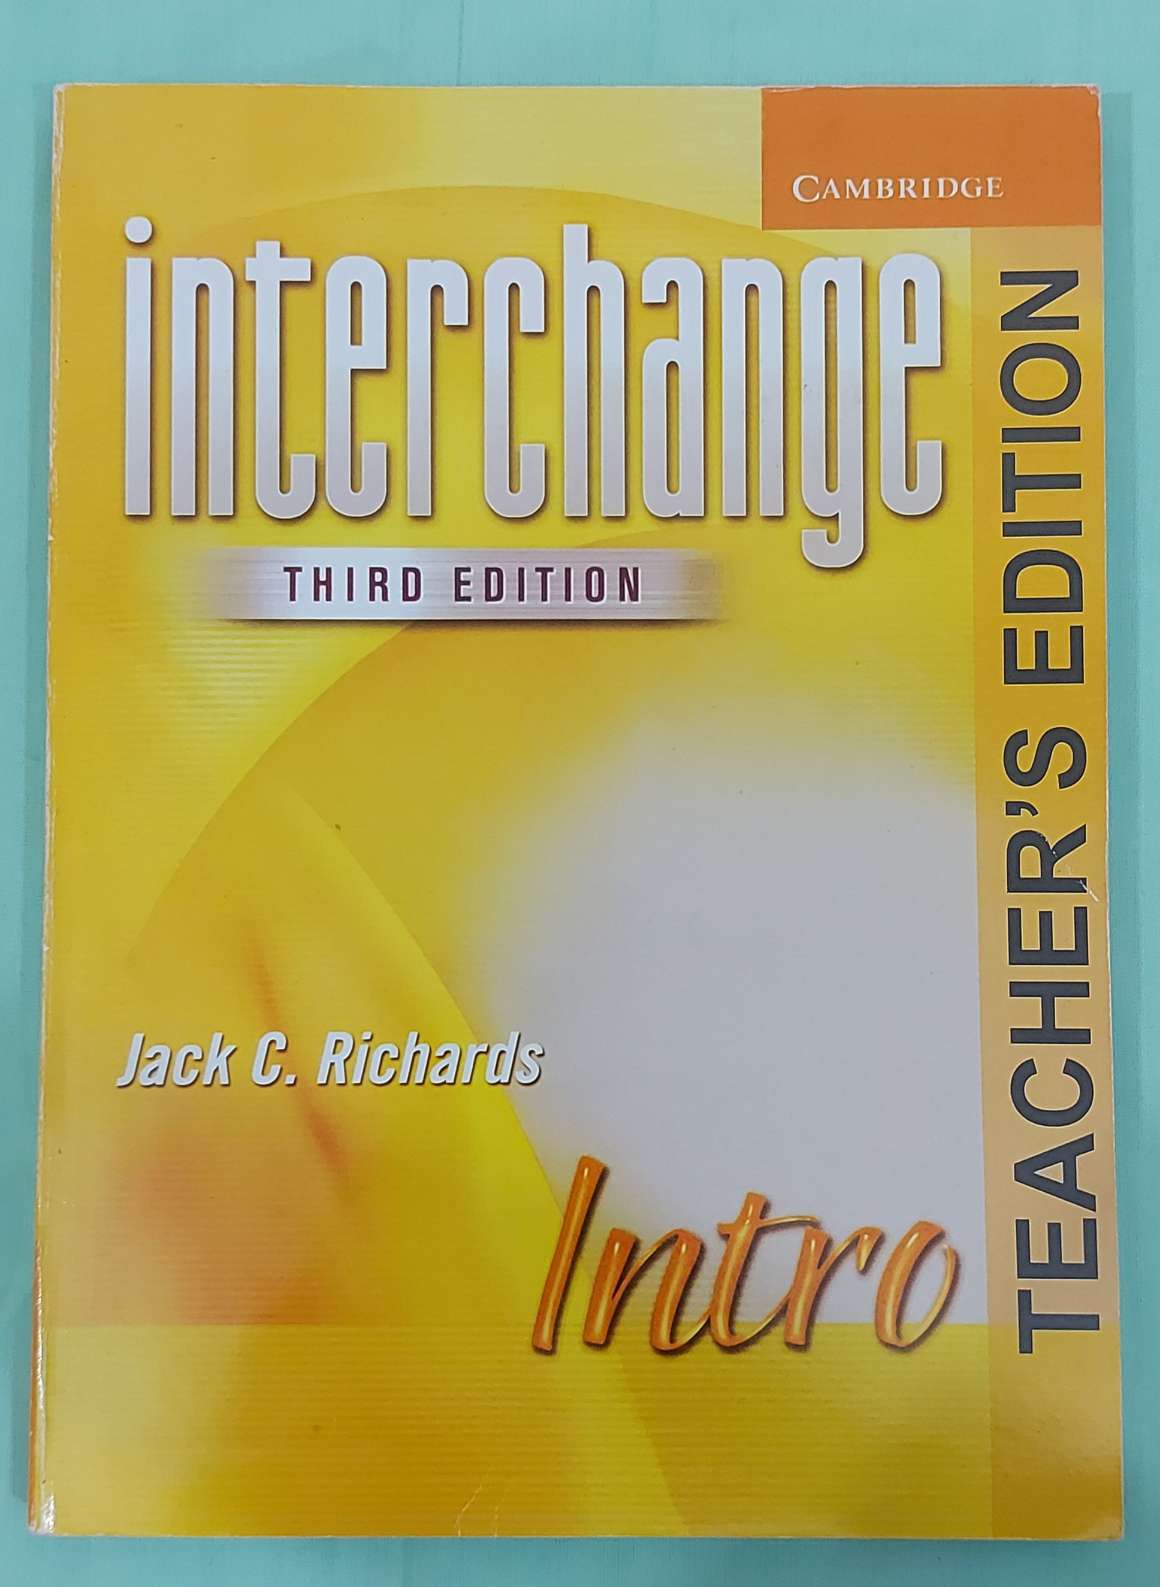 CAMBRIDGE
interchange
THIRD EDITION
Jack C. Richards
Intro
TEACHER'S EDITION